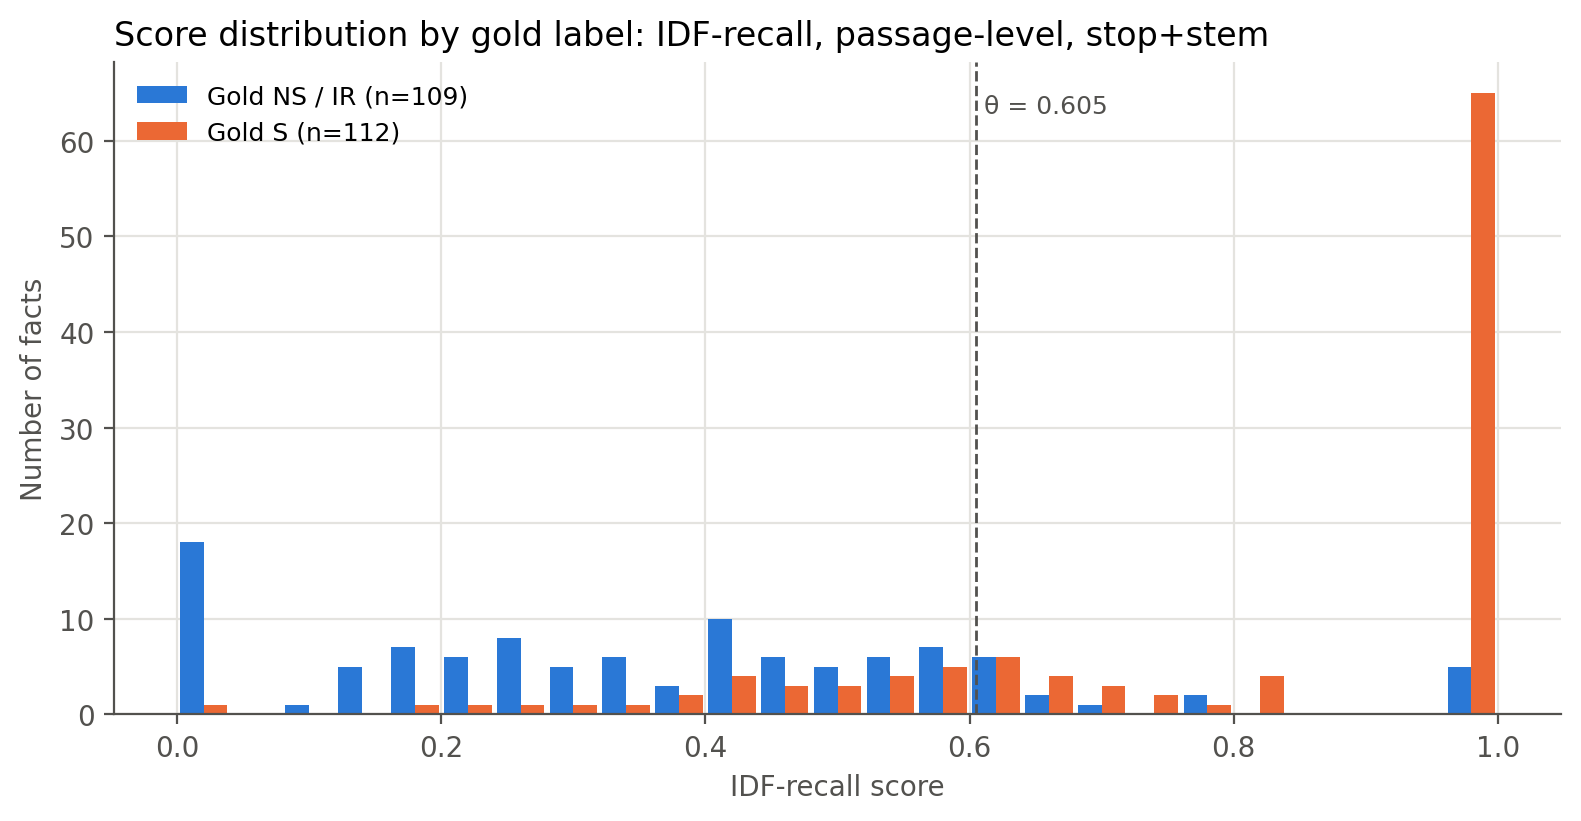 Score distribution by gold label: IDF-recall, passage-level, stop+stem
Gold NS / IR (n=109)
Gold S (n=112)
θ = 0.605
Number of facts
60
50
40
30
20
10
0
0.0 0.2 0.4 0.6 0.8 1.0
IDF-recall score